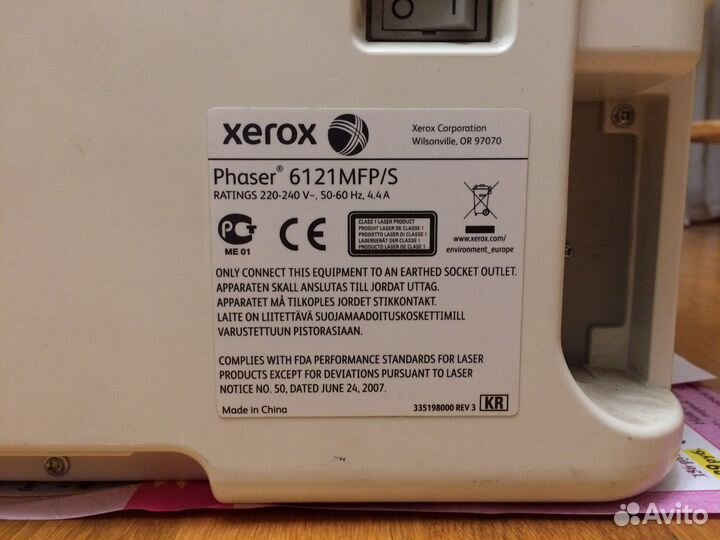 O I
xerox
Xerox Corporation
Wilsonville, OR 97070
Phaser® 6121MFP/S
RATINGS 220-240 V~, 50-60 Hz, 4.4 A
PG
ME 01
CE
CLASS 1 LASER PRODUCT
PRODUIT LASER DE CLASSE 1
PRODOTTO LASER DI CLASSE 1
LASERGERÄT DER CLASSE 1
PRODUCTO LASER DE CLASE 1
www.xerox.com/
environment_europe
ONLY CONNECT THIS EQUIPMENT TO AN EARTHED SOCKET OUTLET.
APPARATEN SKALL ANSLUTAS TILL JORDAT UTTAG.
APPARATET MÅ TILKOPLES JORDET STIKKONTAKT.
LAITE ON LIITETTÄVÄ SUOJAMAADOITUSKOSKETTIMILL
VARUSTETTUUN PISTORASIAAN.
COMPLIES WITH FDA PERFORMANCE STANDARDS FOR LASER
PRODUCTS EXCEPT FOR DEVIATIONS PURSUANT TO LASER
NOTICE NO. 50, DATED JUNE 24, 2007.
Made in China
335198000 REV 3
KR
Avito